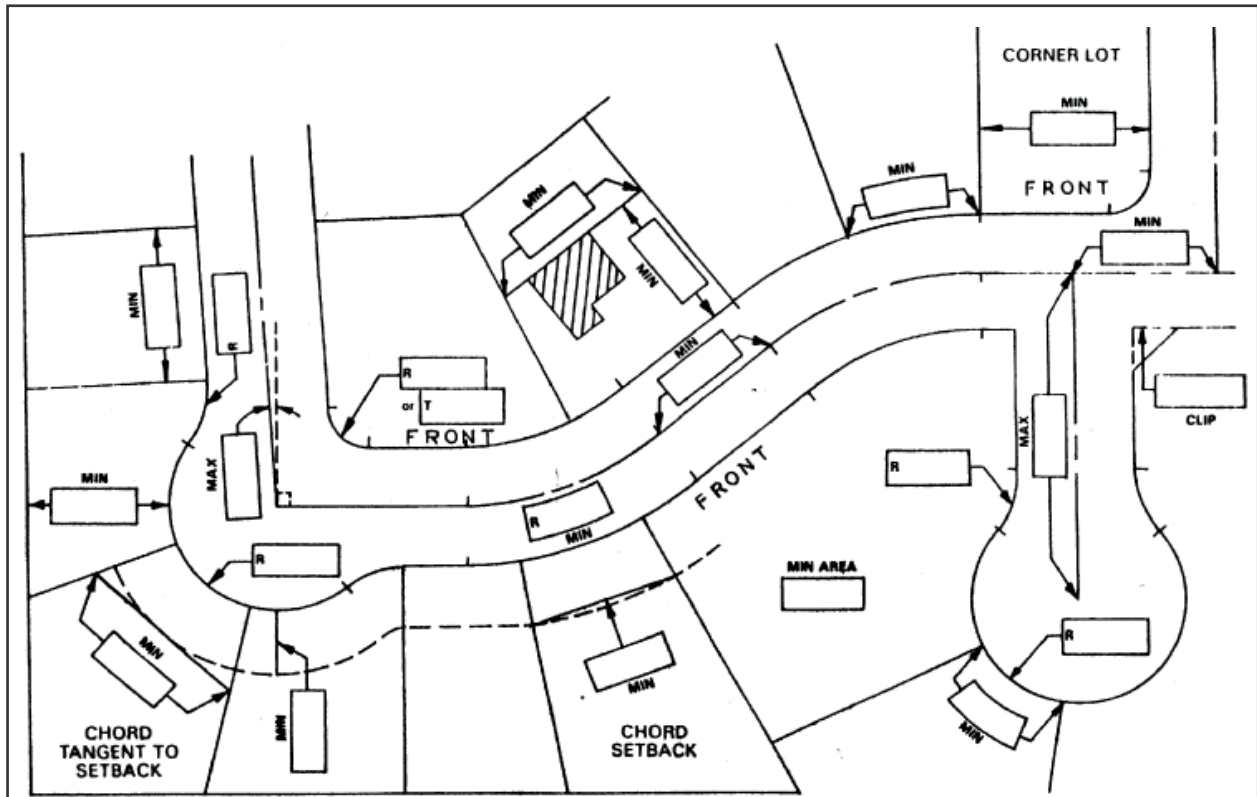 CORNER LOT
MIN
FRONT
MIN
MIN
MIN
MIN
MIN
R
MIN
R
or T
FRONT
MAX
MIN
MAX
CLIP
R
FRONT
MIN
R
MIN
R
MIN AREA
R
MIN
MIN
MIN
MIN
CHORD
TANGENT TO
SETBACK
CHORD
SETBACK